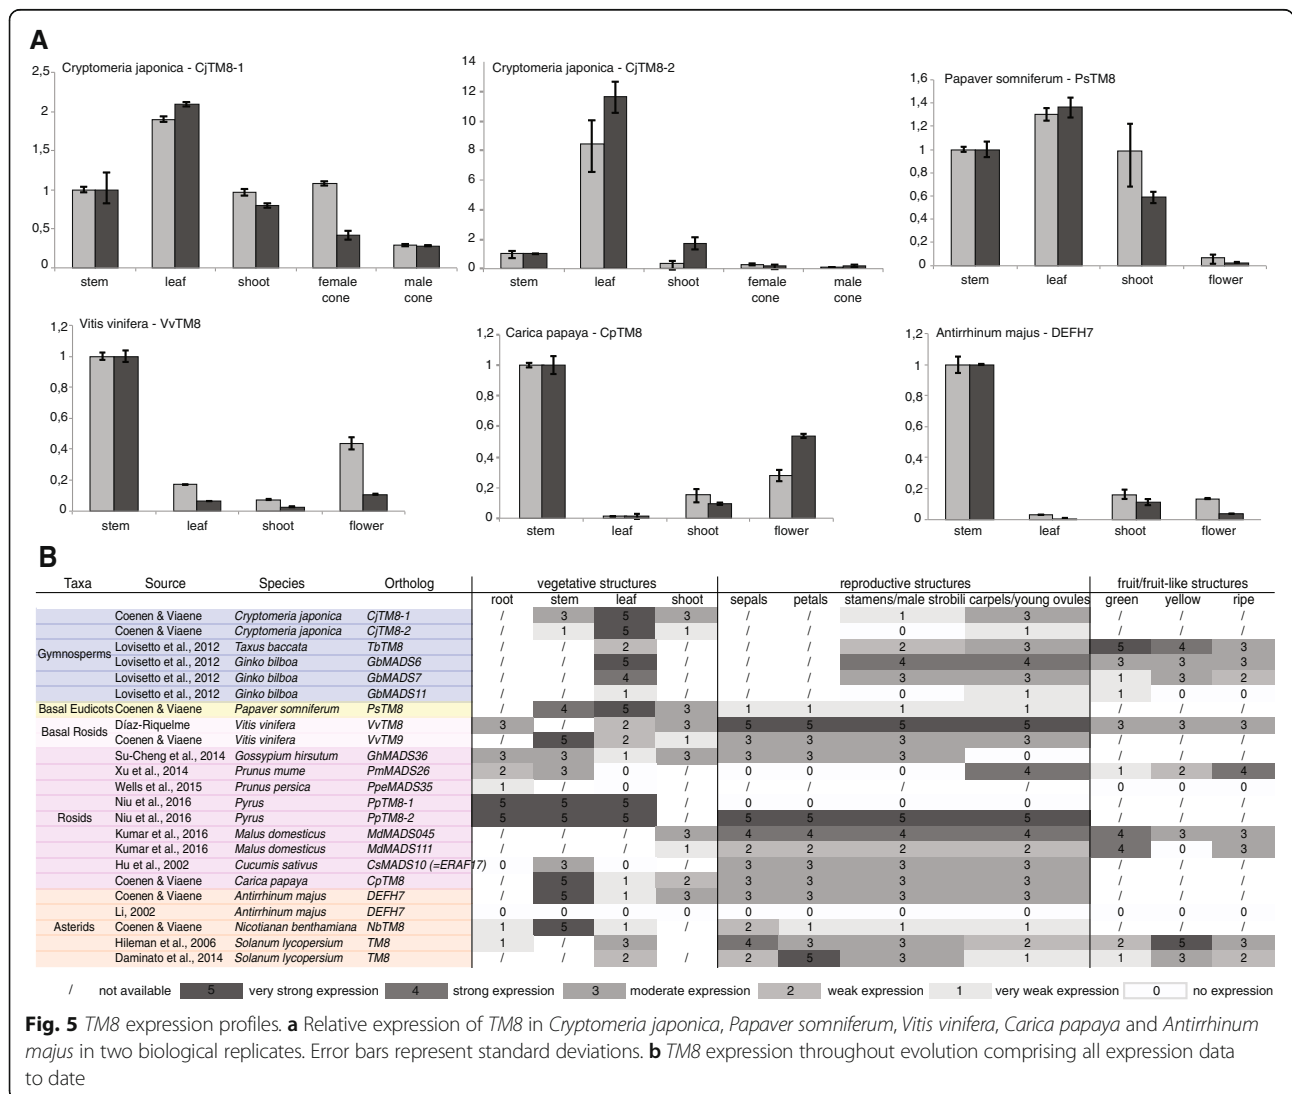 A
Cryptomeria japonica - CjTM8-1
2,5
2
1,5
1
0,5
0
stem leaf shoot female cone male cone
Cryptomeria japonica - CjTM8-2
14
12
10
8
6
4
2
0
stem leaf shoot female cone male cone
Papaver somniferum - PsTM8
1,6
1,4
1,2
1
0,8
0,6
0,4
0,2
0
stem leaf shoot flower
Vitis vinifera - VvTM8
1,2
1
0,8
0,6
0,4
0,2
0
stem leaf shoot flower
Carica papaya - CpTM8
1,2
1
0,8
0,6
0,4
0,2
0
stem leaf shoot flower
Antirrhinum majus - DEFH7
1,2
1
0,8
0,6
0,4
0,2
0
stem leaf shoot flower
B
Taxa Source Species Ortholog vegetative structures reproductive structures fruit/fruit-like structures
root stem leaf shoot sepals petals stamens/male strobili carpels/young ovules green yellow ripe
Gymnosperms
Coenen & Viaene Cryptomeria japonica CjTM8-1 / 3 5 3 / / 1 3 / / /
Coenen & Viaene Cryptomeria japonica CjTM8-2 / 1 5 1 / / 0 1 / / /
Lovisetto et al., 2012 Taxus baccata TbTM8 / / 2 / / / 2 3 5 4 3
Lovisetto et al., 2012 Ginko bilboa GbMADS6 / / 5 / / / 4 4 3 3 3
Lovisetto et al., 2012 Ginko bilboa GbMADS7 / / 4 / / / 3 3 1 3 2
Lovisetto et al., 2012 Ginko bilboa GbMADS11 / / 1 / / / 0 1 1 0 0
Basal Eudicots Coenen & Viaene Papaver somniferum PsTM8 / 4 5 3 1 1 1 1 / / /
Basal Rosids
Díaz-Riquelme Vitis vinifera VvTM8 3 / 2 3 5 5 5 5 3 3 3
Coenen & Viaene Vitis vinifera VvTM9 / 5 2 1 3 3 3 3 / / /
Rosids
Su-Cheng et al., 2014 Gossypium hirsutum GhMADS36 3 3 1 3 3 3 3 0 / / /
Xu et al., 2014 Prunus mume PmMADS26 2 3 0 / 0 0 0 4 1 2 4
Wells et al., 2015 Prunus persica PpeMADS35 1 / / / / / / 0 / / /
Niu et al., 2016 Pyrus PpTM8-1 5 5 5 / 0 0 0 0 / / /
Niu et al., 2016 Pyrus PpTM8-2 5 5 5 / 5 5 5 5 / / /
Kumar et al., 2016 Malus domesticus MdMADS045 / / / 3 4 4 4 4 4 3 3
Kumar et al., 2016 Malus domesticus MdMADS111 / / / 1 2 2 2 2 4 0 3
Hu et al., 2002 Cucumis sativus CsMADS10 (=ERAF17) 0 3 0 / 3 3 3 3 / / /
Coenen & Viaene Carica papaya CpTM8 / 5 1 2 3 3 3 3 / / /
Asterids
Coenen & Viaene Antirrhinum majus DEFH7 / 5 1 3 3 3 3 3 / / /
Li, 2002 Antirrhinum majus DEFH7 0 0 0 0 0 0 0 0 0 0 0
Coenen & Viaene Nicotianan benthamiana NbTM8 1 5 1 / 2 1 1 1 / / /
Hileman et al., 2006 Solanum lycopersium TM8 1 / 3 / 4 3 3 2 2 5 3
Daminato et al., 2014 Solanum lycopersium TM8 / / 2 / 2 5 3 1 1 3 2
/ not available 5 very strong expression 4 strong expression 3 moderate expression 2 weak expression 1 very weak expression 0 no expression
Fig. 5 TM8 expression profiles. a Relative expression of TM8 in Cryptomeria japonica, Papaver somniferum, Vitis vinifera, Carica papaya and Antirrhinum
majus in two biological replicates. Error bars represent standard deviations. b TM8 expression throughout evolution comprising all expression data
to date